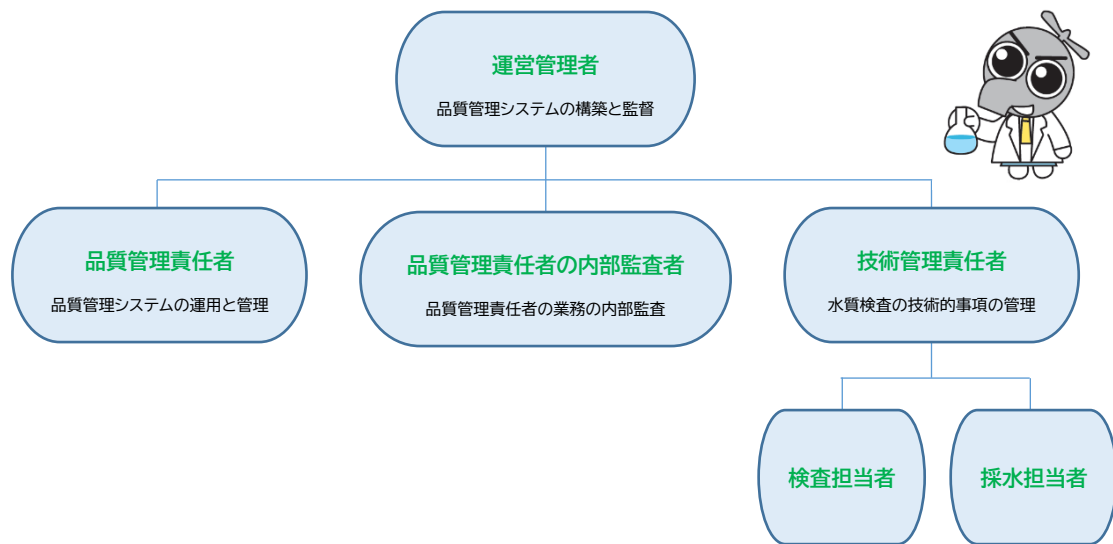 運営管理者
品質管理システムの構築と監督
品質管理責任者
品質管理システムの運用と管理
品質管理責任者の内部監査者
品質管理責任者の業務の内部監査
技術管理責任者
水質検査の技術的事項の管理
検査担当者
採水担当者